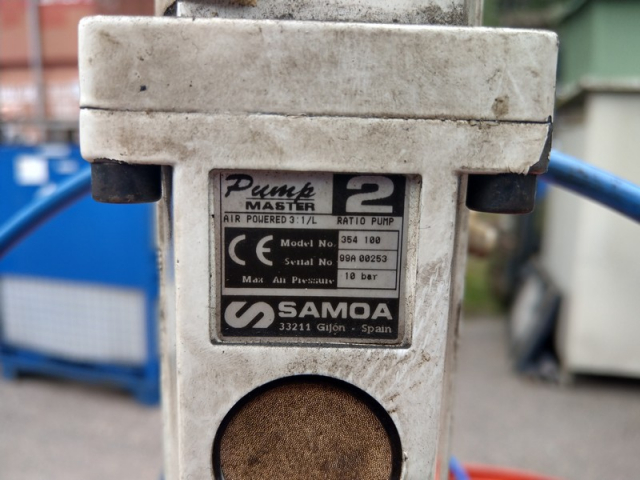 Pump 2
MASTER
AIR POWERED 3:1/L RATIO PUMP
CE Model No. 354 100
Serial No 99A 00253
Max Air Pressure 10 bar
SAMOA
33211 Gijón - Spain